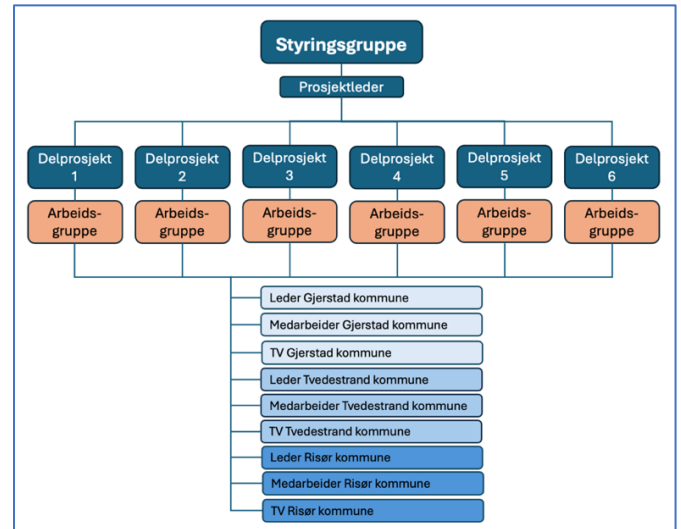 Styringsgruppe
Prosjektleder
Delprosjekt
1
Delprosjekt
2
Delprosjekt
3
Delprosjekt
4
Delprosjekt
5
Delprosjekt
6
Arbeids-
gruppe
Arbeids-
gruppe
Arbeids-
gruppe
Arbeids-
gruppe
Arbeids-
gruppe
Arbeids-
gruppe
Leder Gjerstad kommune
Medarbeider Gjerstad kommune
TV Gjerstad kommune
Leder Tvedestrand kommune
Medarbeider Tvedestrand kommune
TV Tvedestrand kommune
Leder Risør kommune
Medarbeider Risør kommune
TV Risør kommune